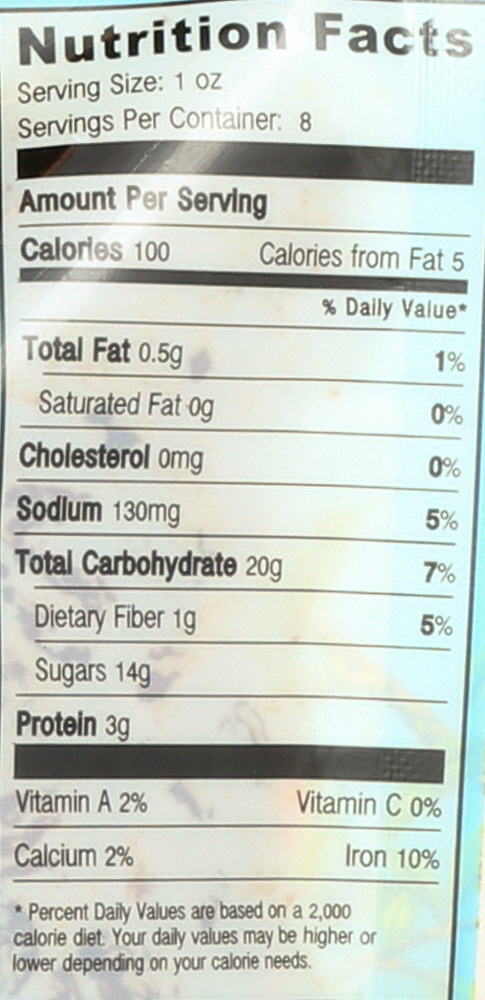 Nutrition Facts
Serving Size: 1 oz
Servings Per Container: 8
Amount Per Serving
Calories 100 Calories from Fat 5
% Daily Value*
Total Fat 0.5g 1%
Saturated Fat 0g 0%
Cholesterol 0mg 0%
Sodium 130mg 5%
Total Carbohydrate 20g 7%
Dietary Fiber 1g 5%
Sugars 14g
Protein 3g
Vitamin A 2% Vitamin C 0%
Calcium 2% Iron 10%
* Percent Daily Values are based on a 2,000
calorie diet. Your daily values may be higher or
lower depending on your calorie needs.